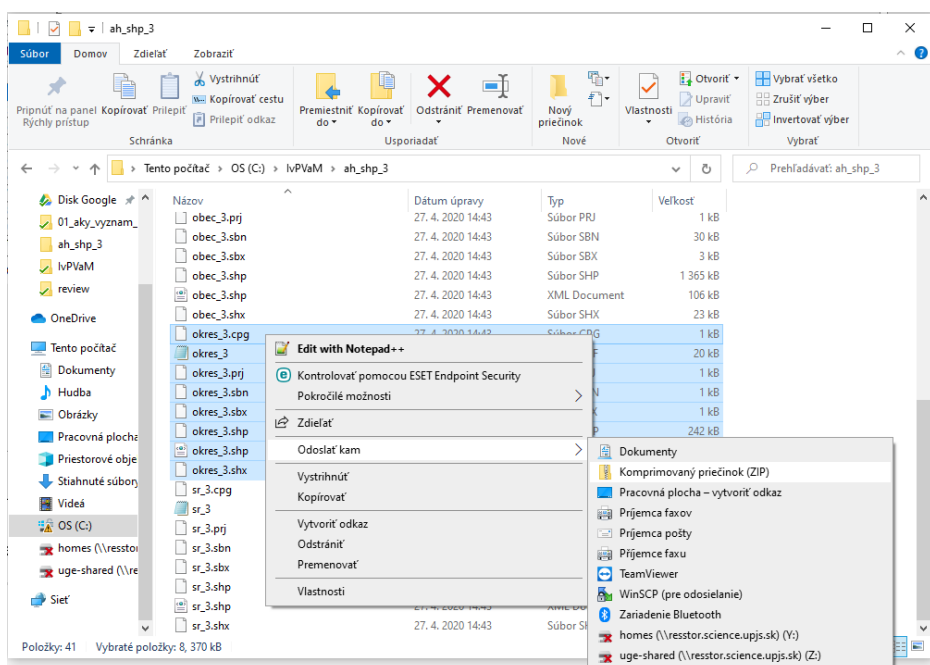 ah_shp_3
Súbor Domov Zdieľať Zobraziť
Pripnúť na panel Rýchly prístup
Kopírovať
Prilepiť
Vystrihnúť
Kopírovať cestu
Prilepiť odkaz
Schránka
Premiestniť do
Kopírovať do
Odstrániť
Premenovať
Usporiadať
Nový priečinok
Nové
Vlastnosti
Otvoriť
Upraviť
História
Otvoriť
Vybrať všetko
Zrušiť výber
Invertovať výber
Vybrať
Tento počítač > OS (C:) > IvPVaM > ah_shp_3
Prehľadávať: ah_shp_3
Disk Google
01_aky_vyznam_
ah_shp_3
IvPVaM
review
OneDrive
Tento počítač
Dokumenty
Hudba
Obrázky
Pracovná plocha
Priestorové obje
Stiahnuté súbory
Videá
OS (C:)
homes (\\resstor
uge-shared (\\re
Sieť
Názov Dátum úpravy Typ Veľkosť
obec_3.prj 27. 4. 2020 14:43 Súbor PRJ 1 kB
obec_3.sbn 27. 4. 2020 14:43 Súbor SBN 30 kB
obec_3.sbx 27. 4. 2020 14:43 Súbor SBX 3 kB
obec_3.shp 27. 4. 2020 14:43 Súbor SHP 1 365 kB
obec_3.shp 27. 4. 2020 14:43 XML Document 106 kB
obec_3.shx 27. 4. 2020 14:43 Súbor SHX 23 kB
okres_3.cpg 27. 4. 2020 14:43 Súbor CPG 1 kB
okres_3 20 kB
okres_3.prj 1 kB
okres_3.sbn 1 kB
okres_3.sbx 1 kB
okres_3.shp 242 kB
okres_3.shp
okres_3.shx
sr_3.cpg
sr_3
sr_3.prj
sr_3.sbn
sr_3.sbx
sr_3.shp
sr_3.shp 27. 4. 2020 14:43
sr_3.shx 27. 4. 2020 14:43
Edit with Notepad++
Kontrolovať pomocou ESET Endpoint Security
Pokročilé možnosti
Zdieľať
Odoslať kam
Vystrihnúť
Kopírovať
Vytvoriť odkaz
Odstrániť
Premenovať
Vlastnosti
Dokumenty
Komprimovaný priečinok (ZIP)
Pracovná plocha – vytvoriť odkaz
Príjemca faxov
Príjemca pošty
Příjemce faxu
TeamViewer
WinSCP (pre odosielanie)
Zariadenie Bluetooth
homes (\\resstor.science.upjs.sk) (Y:)
uge-shared (\\resstor.science.upjs.sk) (Z:)
Položky: 41 Vybraté položky: 8, 370 kB